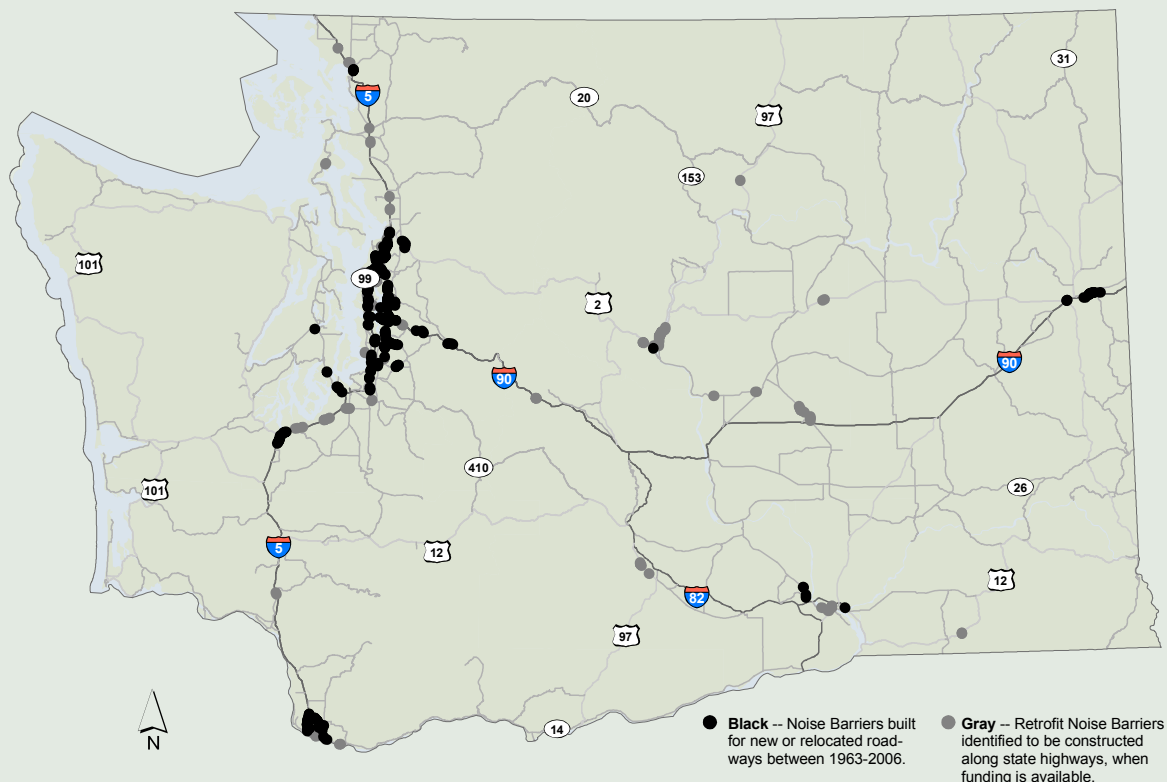 31
5
20
97
153
101
99
2
90
90
410
101
26
5
12
82
12
97
14
N
Black -- Noise Barriers built
for new or relocated road-
ways between 1963-2006.
Gray -- Retrofit Noise Barriers
identified to be constructed
along state highways, when
funding is available.